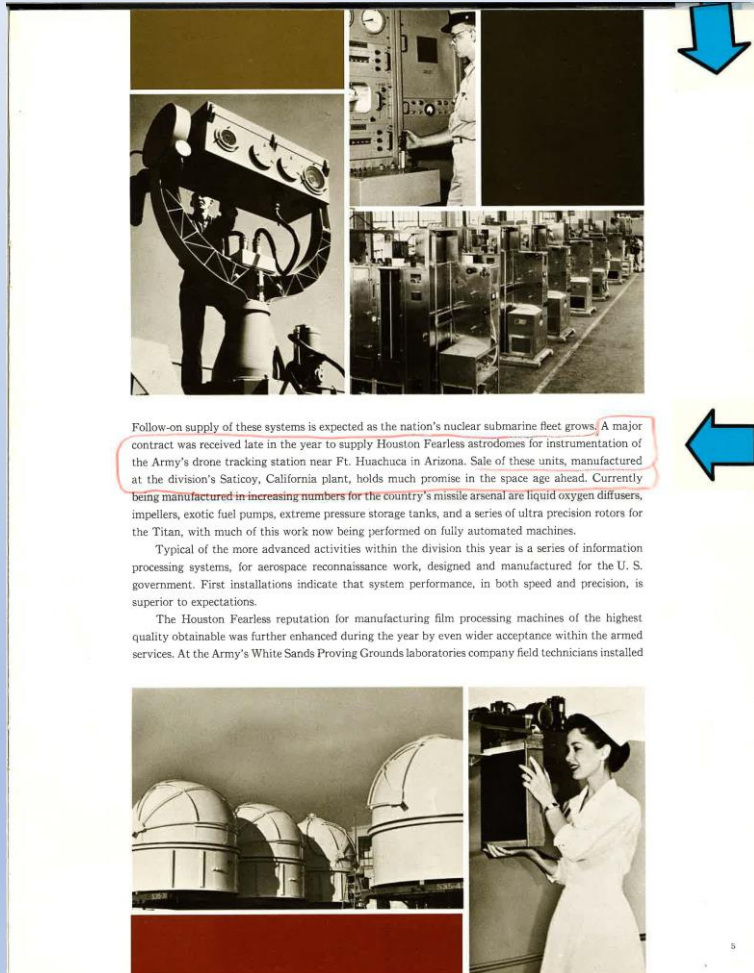 Follow-on supply of these systems is expected as the nation's nuclear submarine fleet grows. A major
contract was received late in the year to supply Houston Fearless astrodomes for instrumentation of
the Army's drone tracking station near Ft. Huachuca in Arizona. Sale of these units, manufactured
at the division's Saticoy, California plant, holds much promise in the space age ahead. Currently
being manufactured in increasing numbers for the country's missile arsenal are liquid oxygen diffusers,
impellers, exotic fuel pumps, extreme pressure storage tanks, and a series of ultra precision rotors for
the Titan, with much of this work now being performed on fully automated machines.
Typical of the more advanced activities within the division this year is a series of information
processing systems, for aerospace reconnaissance work, designed and manufactured for the U. S.
government. First installations indicate that system performance, in both speed and precision, is
superior to expectations.
The Houston Fearless reputation for manufacturing film processing machines of the highest
quality obtainable was further enhanced during the year by even wider acceptance within the armed
services. At the Army's White Sands Proving Grounds laboratories company field technicians installed
5